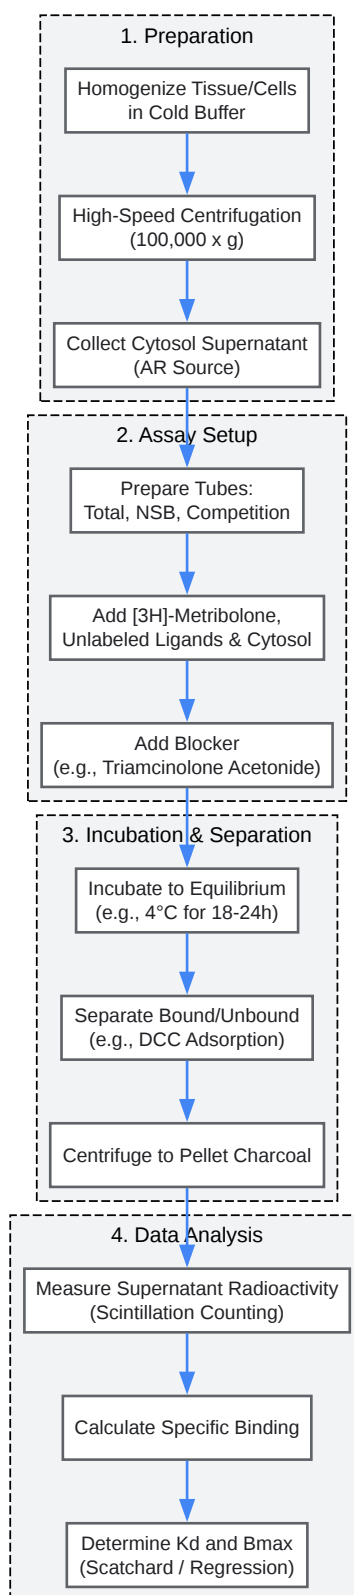 1. Preparation
Homogenize Tissue/Cells
in Cold Buffer
High-Speed Centrifugation
(100,000 x g)
Collect Cytosol Supernatant
(AR Source)
2. Assay Setup
Prepare Tubes:
Total, NSB, Competition
Add [3H]-Metribolone,
Unlabeled Ligands & Cytosol
Add Blocker
(e.g., Triamcinolone Acetonide)
3. Incubation & Separation
Incubate to Equilibrium
(e.g., 4°C for 18-24h)
Separate Bound/Unbound
(e.g., DCC Adsorption)
Centrifuge to Pellet Charcoal
4. Data Analysis
Measure Supernatant Radioactivity
(Scintillation Counting)
Calculate Specific Binding
Determine Kd and Bmax
(Scatchard / Regression)